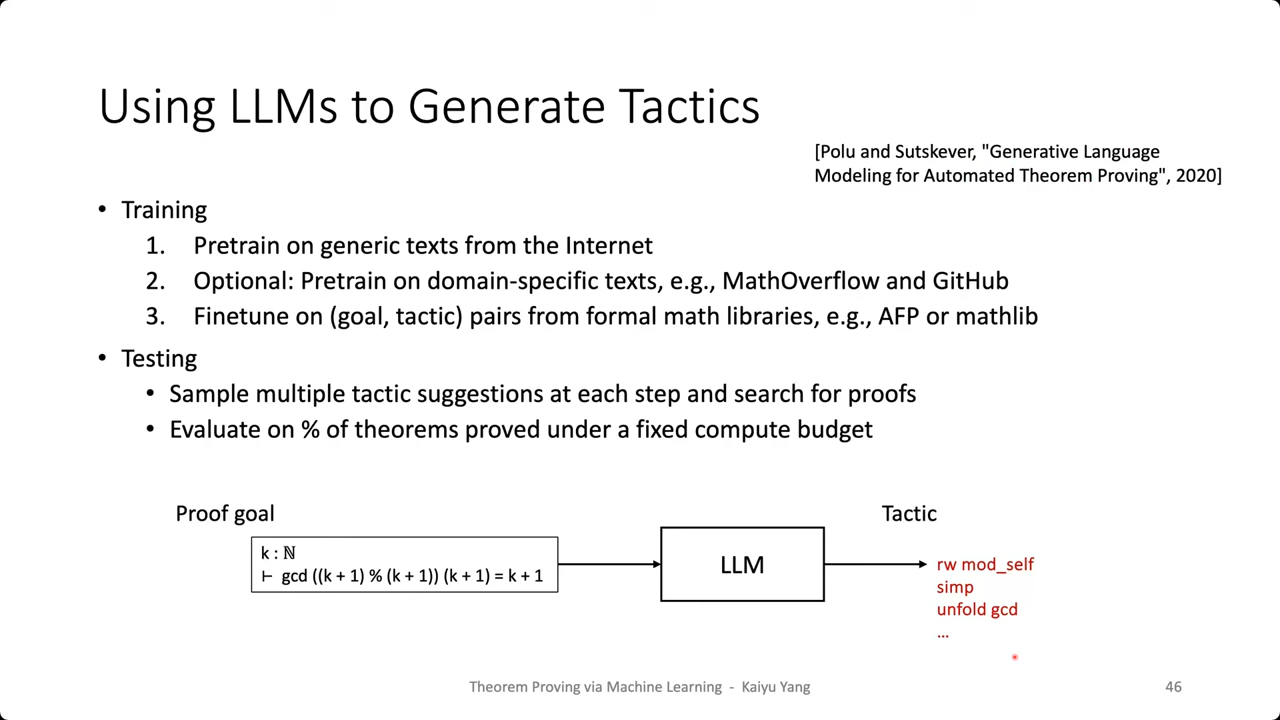 Using LLMs to Generate Tactics
[Polu and Sutskever, "Generative Language
Modeling for Automated Theorem Proving", 2020]
• Training
1. Pretrain on generic texts from the Internet
2. Optional: Pretrain on domain-specific texts, e.g., MathOverflow and GitHub
3. Finetune on (goal, tactic) pairs from formal math libraries, e.g., AFP or mathlib
• Testing
• Sample multiple tactic suggestions at each step and search for proofs
• Evaluate on % of theorems proved under a fixed compute budget
Proof goal
k : ℕ
⊢ gcd ((k + 1) % (k + 1)) (k + 1) = k + 1
LLM
Tactic
rw mod_self
simp
unfold gcd
...
Theorem Proving via Machine Learning - Kaiyu Yang
46